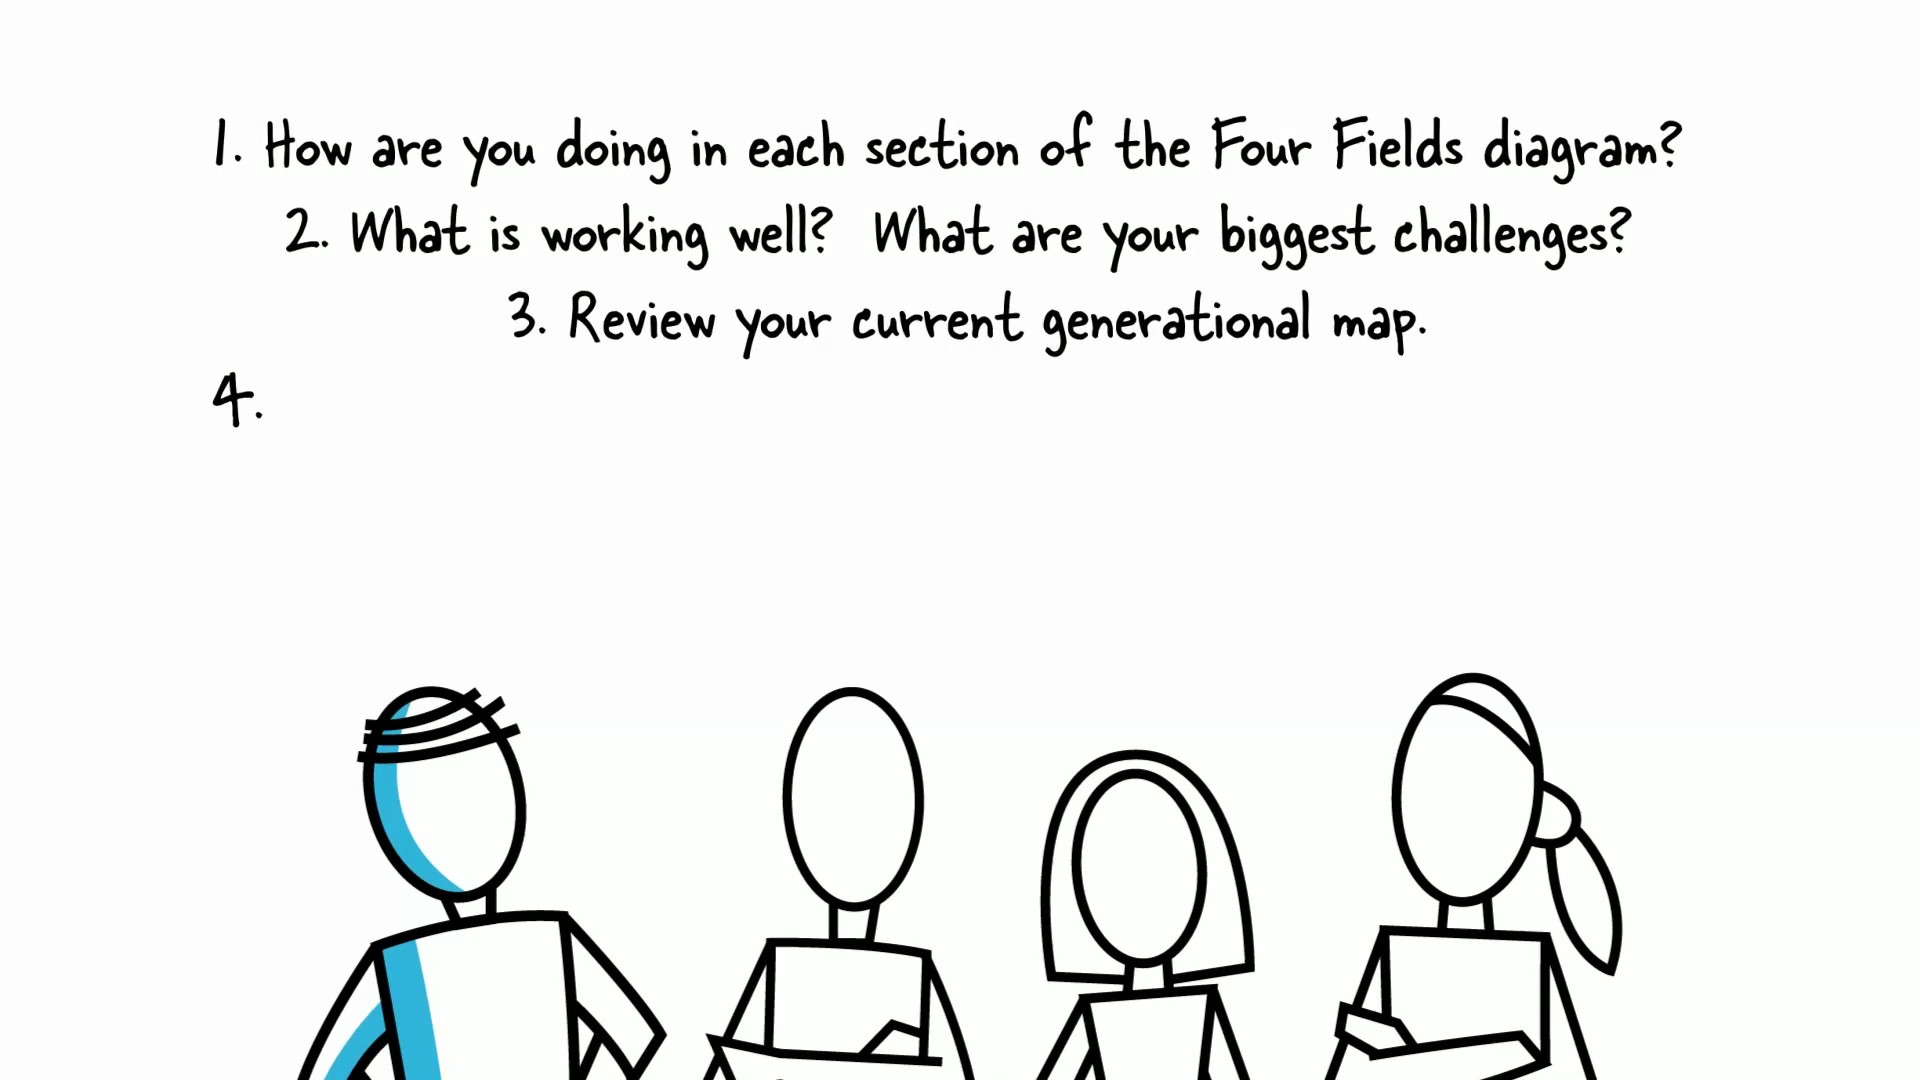 1. How are you doing in each section of the Four Fields diagram?
2. What is working well?  What are your biggest challenges?
3. Review your current generational map.
4.